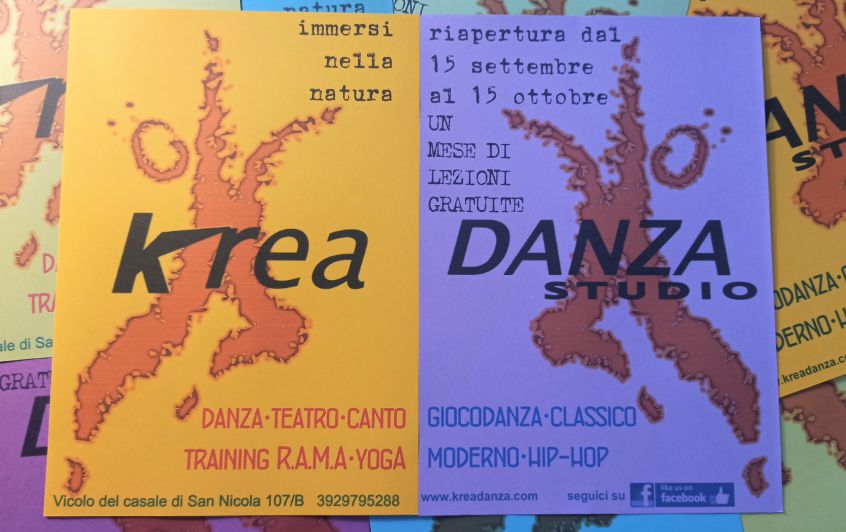 immersi
nella
natura
krea
DANZA·TEATRO·CANTO
TRAINING R.A.M.A·YOGA
Vicolo del casale di San Nicola 107/B 3929795288
riapertura dal
15 settembre
al 15 ottobre
UN
MESE DI
LEZIONI
GRATUITE
DANZA
STUDIO
GIOCODANZA·CLASSICO
MODERNO·HIP-HOP
www.kreadanza.com seguici su f like us on facebook
natura